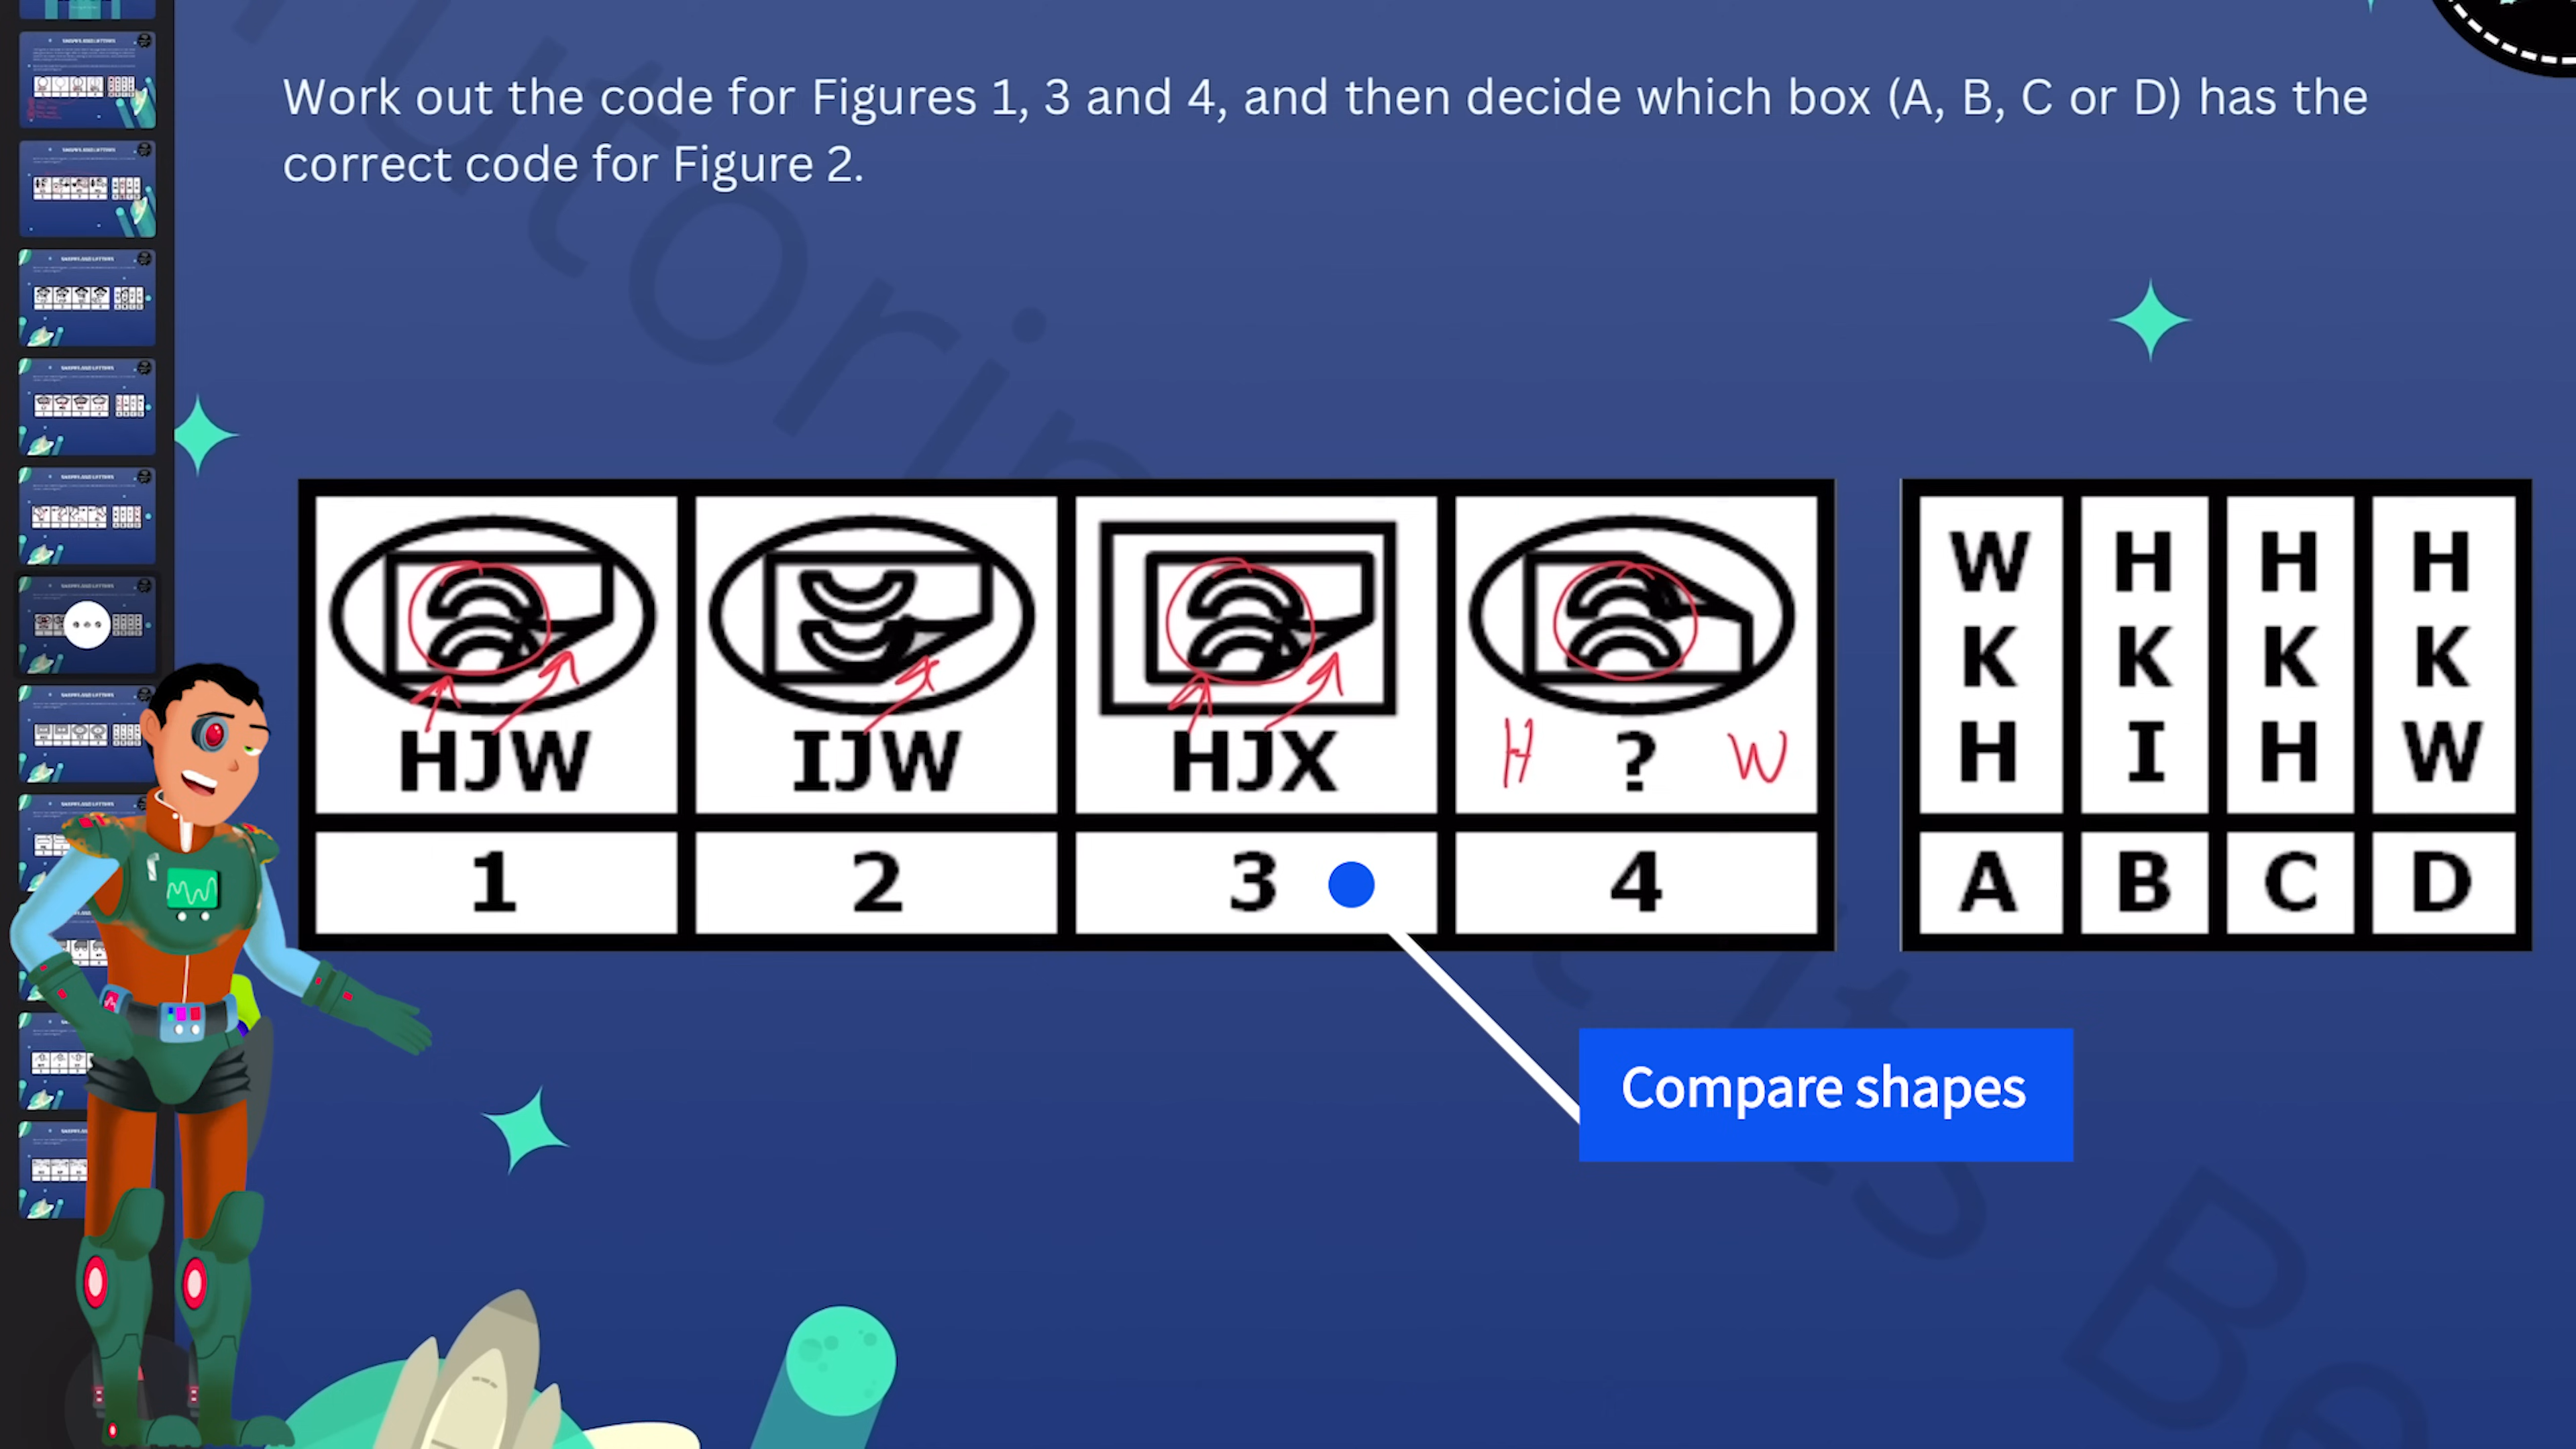 Work out the code for Figures 1, 3 and 4, and then decide which box (A, B, C or D) has the
correct code for Figure 2.
HJW
IJW
HJX
H ? W
1
2
3
4
W
K
H
A
H
K
I
B
H
K
H
C
H
K
W
D
Compare shapes